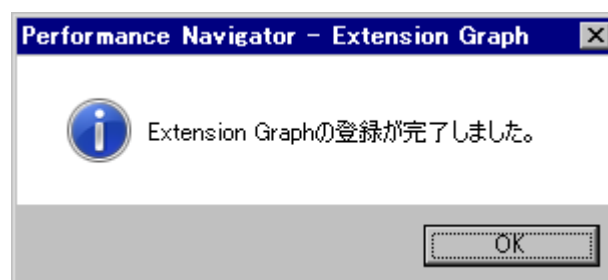 Performance Navigator - Extension Graph
Extension Graphの登録が完了しました。
OK